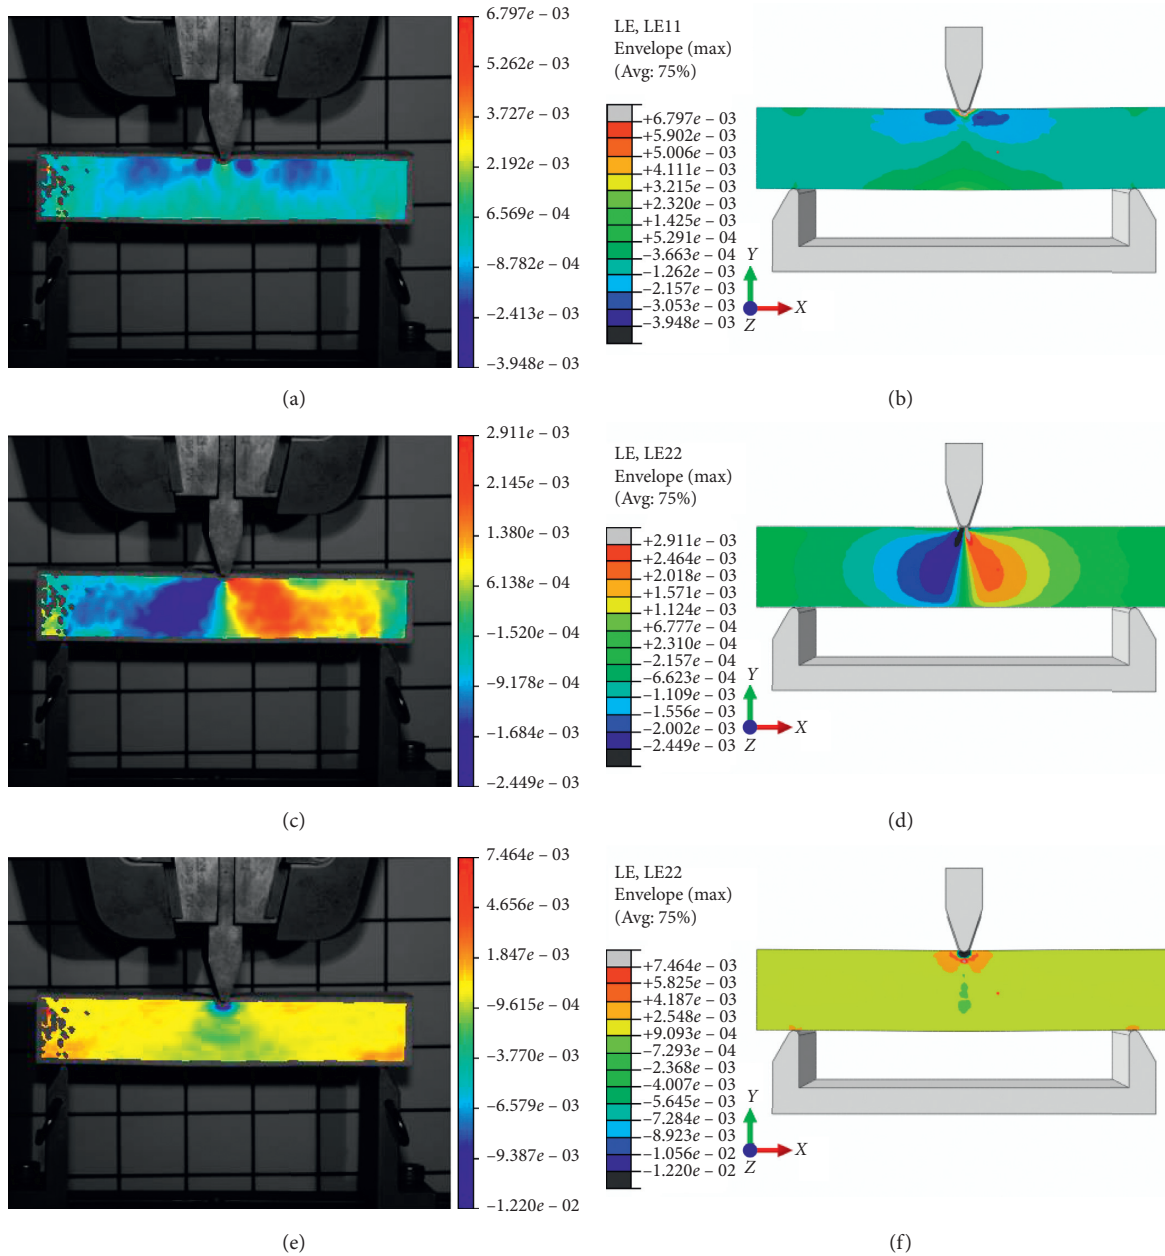 6.797e – 03
5.262e – 03
3.727e – 03
2.192e – 03
6.569e – 04
–8.782e – 04
–2.413e – 03
–3.948e – 03
(a)
LE, LE11
Envelope (max)
(Avg: 75%)
+6.797e – 03
+5.902e – 03
+5.006e – 03
+4.111e – 03
+3.215e – 03
+2.320e – 03
+1.425e – 03
+5.291e – 04
–3.663e – 04
–1.262e – 03
–2.157e – 03
–3.053e – 03
–3.948e – 03
Y
X
Z
(b)
2.911e – 03
2.145e – 03
1.380e – 03
6.138e – 04
–1.520e – 04
–9.178e – 04
–1.684e – 03
–2.449e – 03
(c)
LE, LE22
Envelope (max)
(Avg: 75%)
+2.911e – 03
+2.464e – 03
+2.018e – 03
+1.571e – 03
+1.124e – 03
+6.777e – 04
+2.310e – 04
–2.157e – 04
–6.623e – 04
–1.109e – 03
–1.556e – 03
–2.002e – 03
–2.449e – 03
Y
X
Z
(d)
7.464e – 03
4.656e – 03
1.847e – 03
–9.615e – 04
–3.770e – 03
–6.579e – 03
–9.387e – 03
–1.220e – 02
(e)
LE, LE22
Envelope (max)
(Avg: 75%)
+7.464e – 03
+5.825e – 03
+4.187e – 03
+2.548e – 03
+9.093e – 04
–7.293e – 04
–2.368e – 03
–4.007e – 03
–5.645e – 03
–7.284e – 03
–8.923e – 03
–1.056e – 02
–1.220e – 02
Y
X
Z
(f)